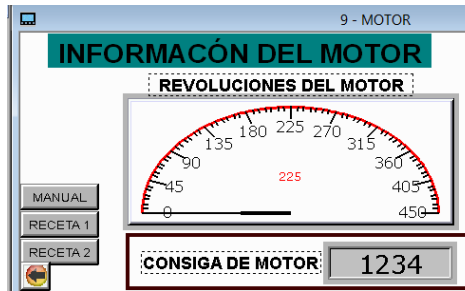 9 - MOTOR
INFORMACÓN DEL MOTOR
REVOLUCIONES DEL MOTOR
0 45 90 135 180 225 270 315 360 405 450
225
MANUAL
RECETA 1
RECETA 2
CONSIGA DE MOTOR 1234